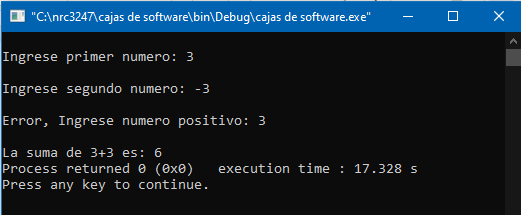 "C:\nrc3247\cajas de software\bin\Debug\cajas de software.exe"
Ingrese primer numero: 3
Ingrese segundo numero: -3
Error, Ingrese numero positivo: 3
La suma de 3+3 es: 6
Process returned 0 (0x0)   execution time : 17.328 s
Press any key to continue.